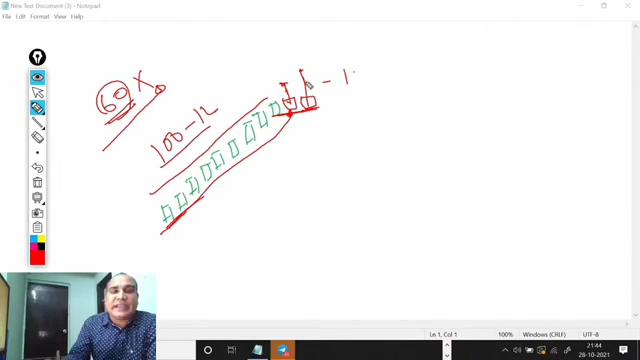 New Text Document (3) - Notepad
File Edit Format View Help
60 X
100-12
Ln 1, Col 1
100%
Windows (CRLF)
UTF-8
21:44
28-10-2021